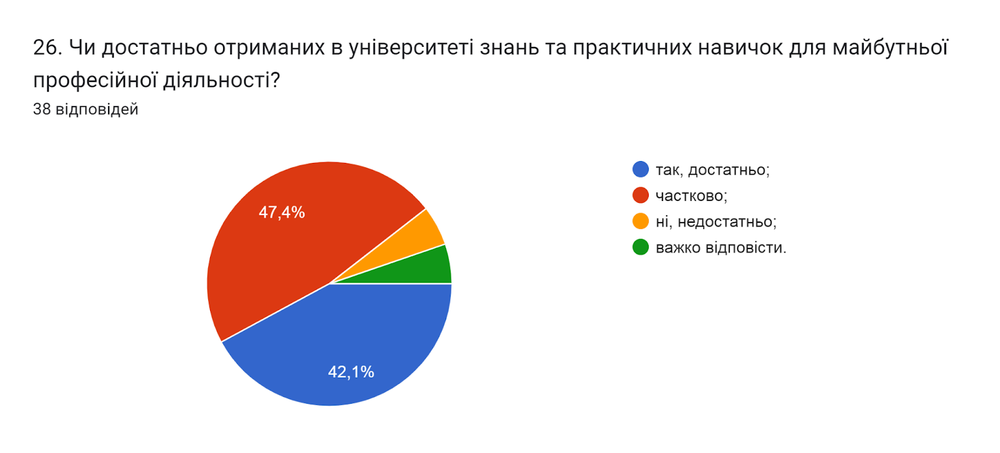 26. Чи достатньо отриманих в університеті знань та практичних навичок для майбутньої
професійної діяльності?
38 відповідей
47,4%
42,1%
так, достатньо;
частково;
ні, недостатньо;
важко відповісти.